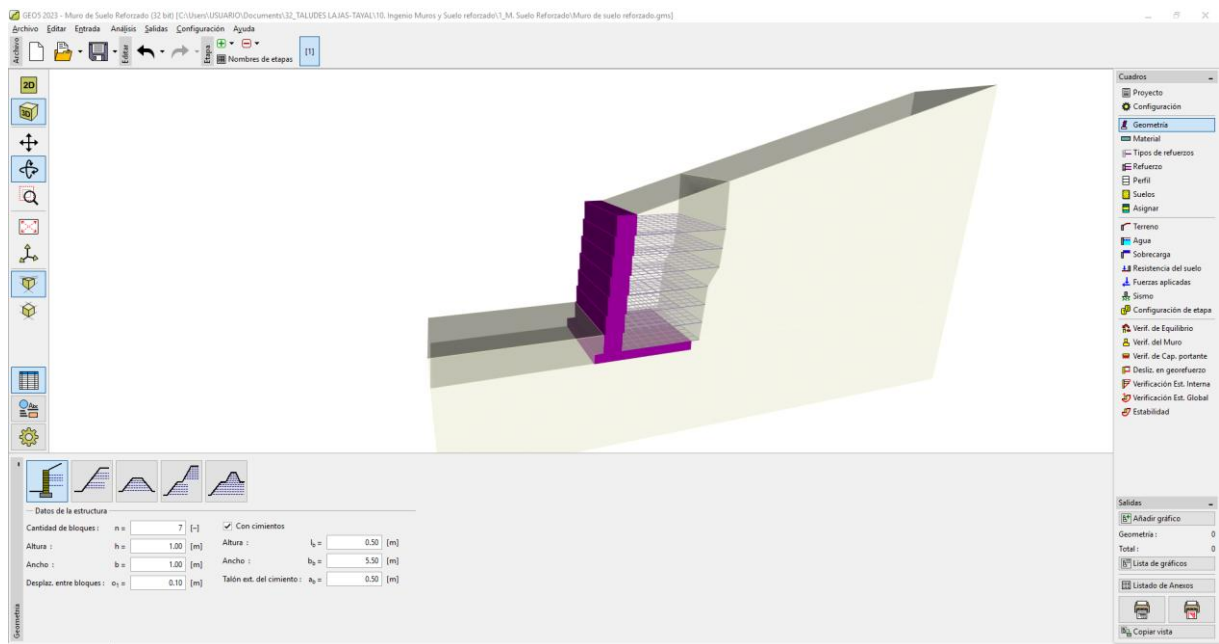 GEO5 2023 – Muro de Suelo Reforzado (32 bit) [C:\Users\USUARIO\Documents\32_TALUDES LAJAS-TAYAL\10. Ingenio Muros y Suelo reforzado\1_M. Suelo Reforzado\Muro de suelo reforzado.gms]
Archivo Editar Entrada Análisis Salidas Configuración Ayuda
Archivo
Editar
Etapa
Nombres de etapas
[1]
2D
3D
Abc
Cuadros
Proyecto
Configuración
Geometría
Material
Tipos de refuerzos
Refuerzo
Perfil
Suelos
Asignar
Terreno
Agua
Sobrecarga
Resistencia del suelo
Fuerzas aplicadas
Sismo
Configuración de etapa
Verif. de Equilibrio
Verif. del Muro
Verif. de Cap. portante
Desliz. en georefuerzo
Verificación Est. Interna
Verificación Est. Global
Estabilidad
Geometría
Datos de la estructura
Cantidad de bloques : n = 7 [–]
Altura : h = 1.00 [m]
Ancho : b = 1.00 [m]
Desplaz. entre bloques : o1 = 0.10 [m]
Con cimientos
Altura : lb = 0.50 [m]
Ancho : bb = 5.50 [m]
Talón ext. del cimiento : ab = 0.50 [m]
Salidas
Añadir gráfico
Geometría : 0
Total : 0
Lista de gráficos
Listado de Anexos
Copiar vista